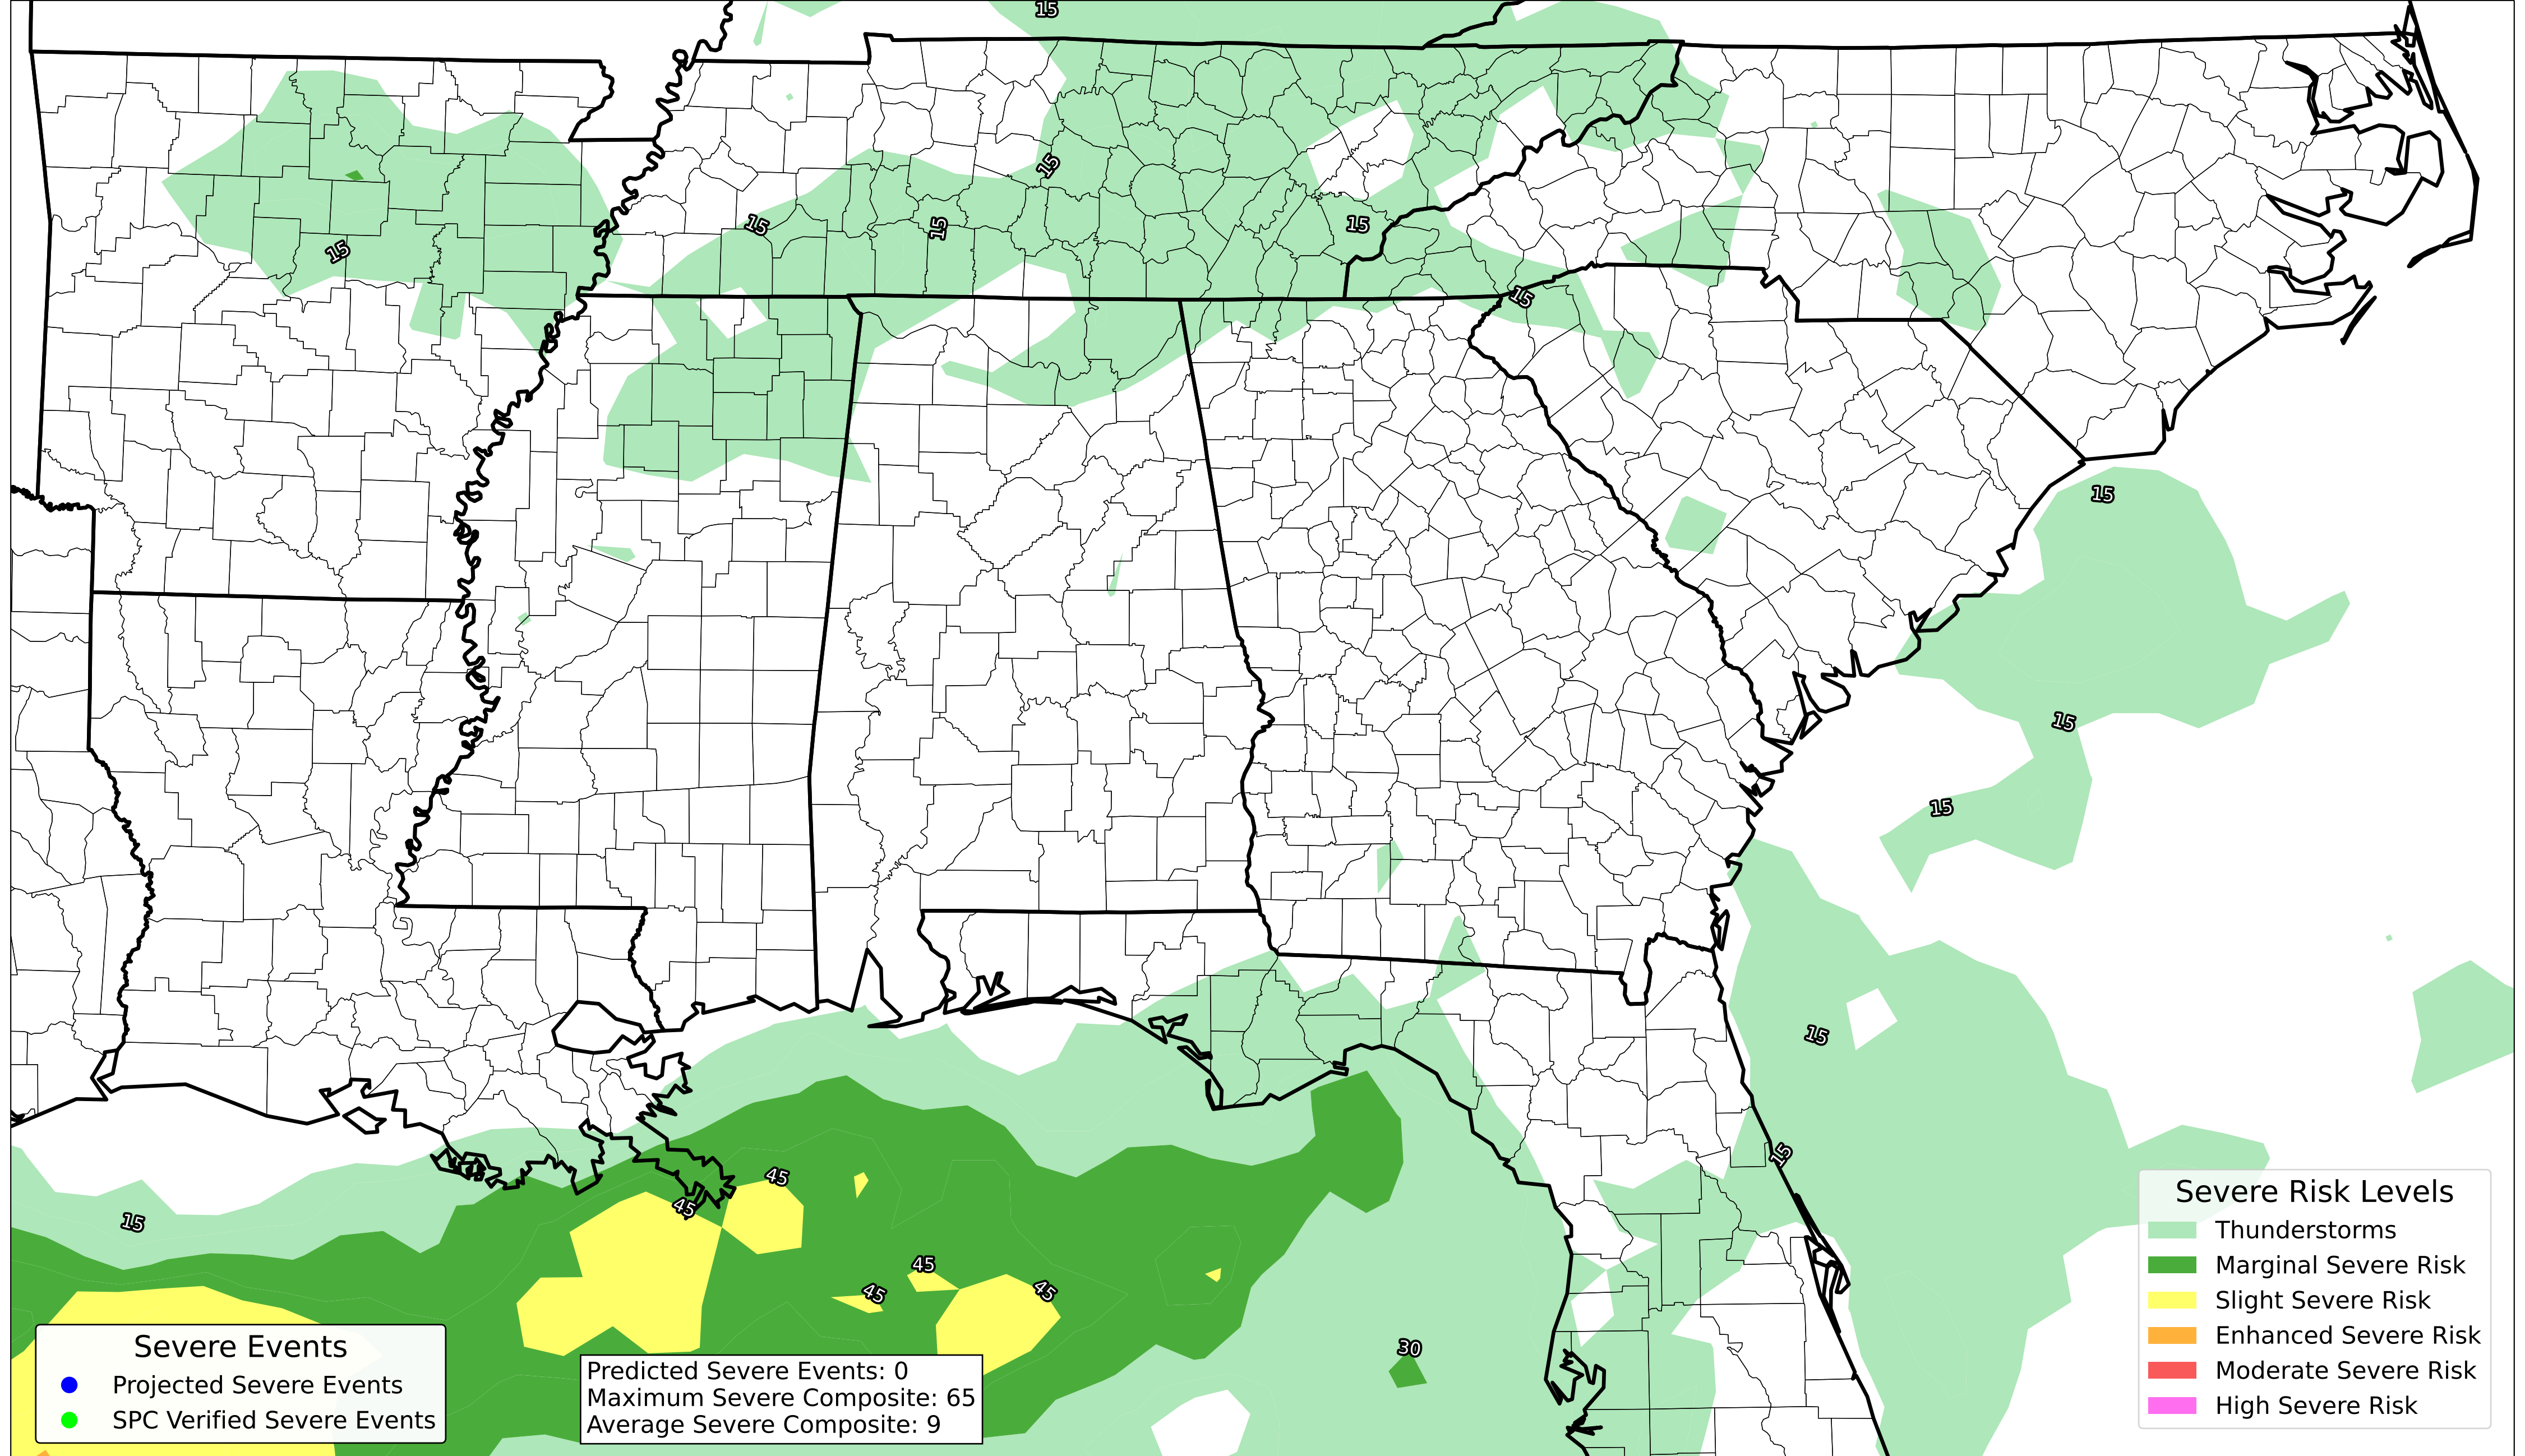 15
15
15
15
15
15
15
15
15
15
15
15
15
45
45
45
45
45
30
Severe Risk Levels
Thunderstorms
Marginal Severe Risk
Slight Severe Risk
Enhanced Severe Risk
Moderate Severe Risk
High Severe Risk
Severe Events
Projected Severe Events
SPC Verified Severe Events
Predicted Severe Events: 0
Maximum Severe Composite: 65
Average Severe Composite: 9